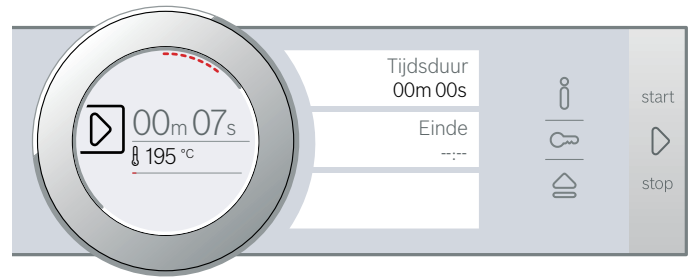 Tijdsduur
00m 00s
00m 07s
195 °C
Einde
--:--
start
stop